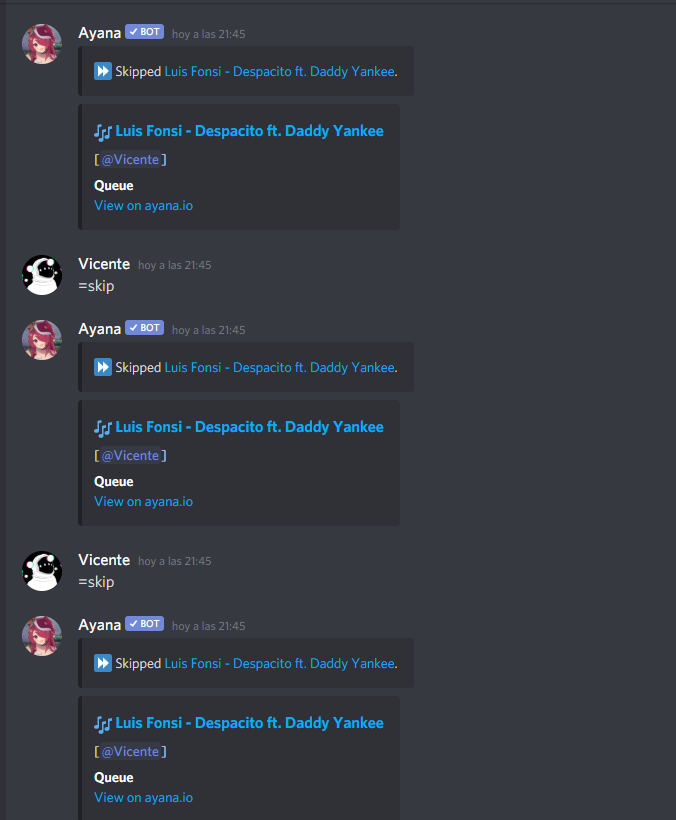 Ayana ✓ BOT hoy a las 21:45
⏩ Skipped Luis Fonsi - Despacito ft. Daddy Yankee.
🎶 Luis Fonsi - Despacito ft. Daddy Yankee
[@Vicente]
Queue
View on ayana.io
Vicente hoy a las 21:45
=skip
Ayana ✓ BOT hoy a las 21:45
⏩ Skipped Luis Fonsi - Despacito ft. Daddy Yankee.
🎶 Luis Fonsi - Despacito ft. Daddy Yankee
[@Vicente]
Queue
View on ayana.io
Vicente hoy a las 21:45
=skip
Ayana ✓ BOT hoy a las 21:45
⏩ Skipped Luis Fonsi - Despacito ft. Daddy Yankee.
🎶 Luis Fonsi - Despacito ft. Daddy Yankee
[@Vicente]
Queue
View on ayana.io